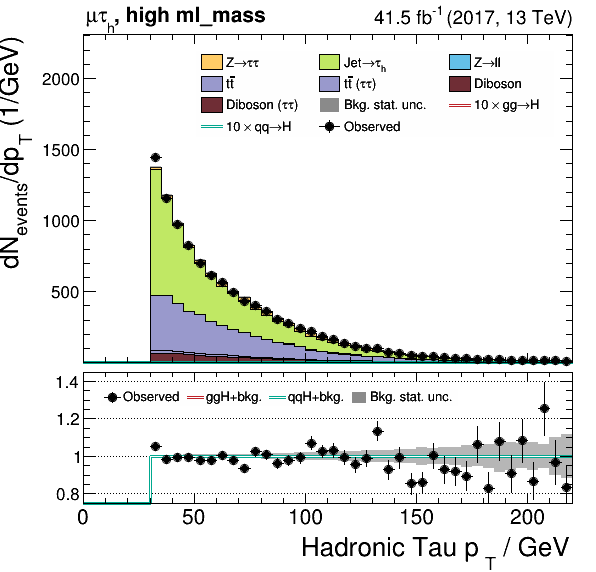 μτh, high ml_mass 41.5 fb⁻¹ (2017, 13 TeV)
dN_events/dp_T (1/GeV)
2000
1500
1000
500
Z→ττ Jet→τh Z→ll
tt̄ tt̄ (ττ) Diboson
Diboson (ττ) Bkg. stat. unc. 10 × gg→H
10 × qq→H Observed
1.4
1.2
1
0.8
Observed ggH+bkg. qqH+bkg. Bkg. stat. unc.
0 50 100 150 200
Hadronic Tau p_T / GeV